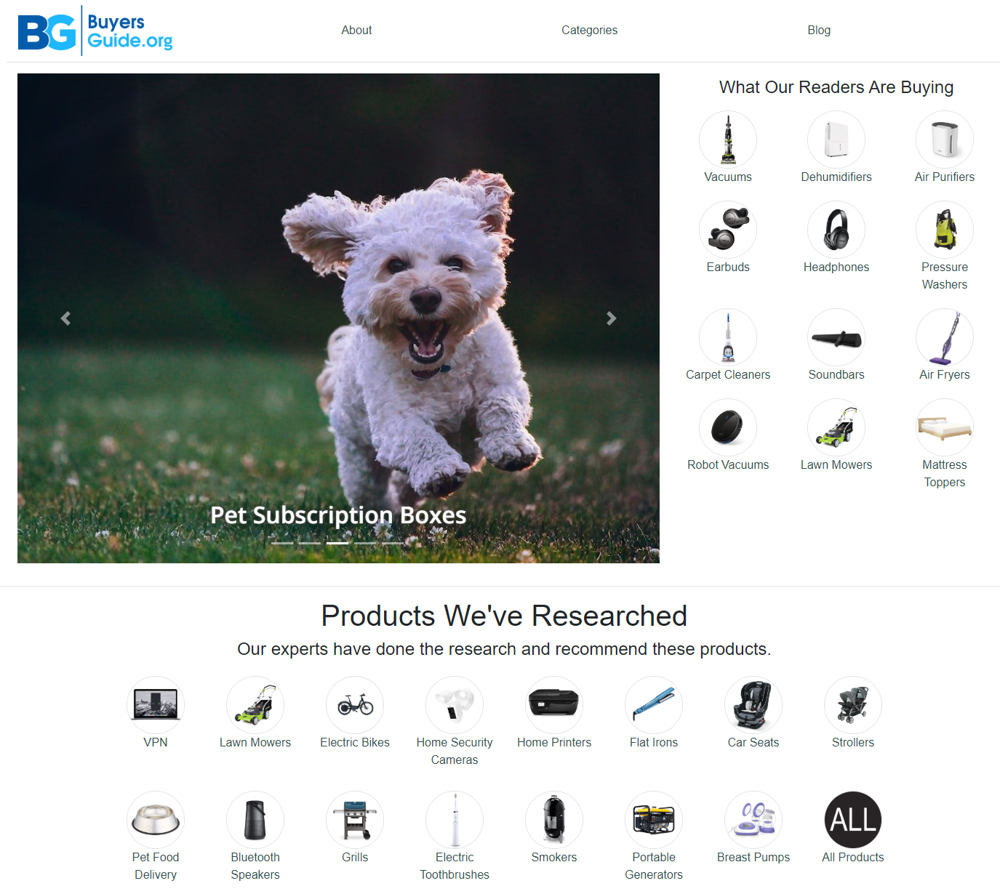 BG Buyers
Guide.org
About
Categories
Blog
What Our Readers Are Buying
Vacuums
Dehumidifiers
Air Purifiers
Earbuds
Headphones
Pressure
Washers
Carpet Cleaners
Soundbars
Air Fryers
Robot Vacuums
Lawn Mowers
Mattress
Toppers
Pet Subscription Boxes
Products We've Researched
Our experts have done the research and recommend these products.
VPN
Lawn Mowers
Electric Bikes
Home Security
Cameras
Home Printers
Flat Irons
Car Seats
Strollers
Pet Food
Delivery
Bluetooth
Speakers
Grills
Electric
Toothbrushes
Smokers
Portable
Generators
Breast Pumps
ALL
All Products